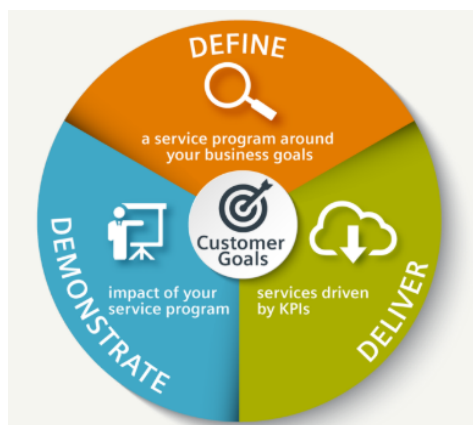 DEFINE
a service program around
your business goals
Customer
Goals
DELIVER
services driven
by KPIs
DEMONSTRATE
impact of your
service program